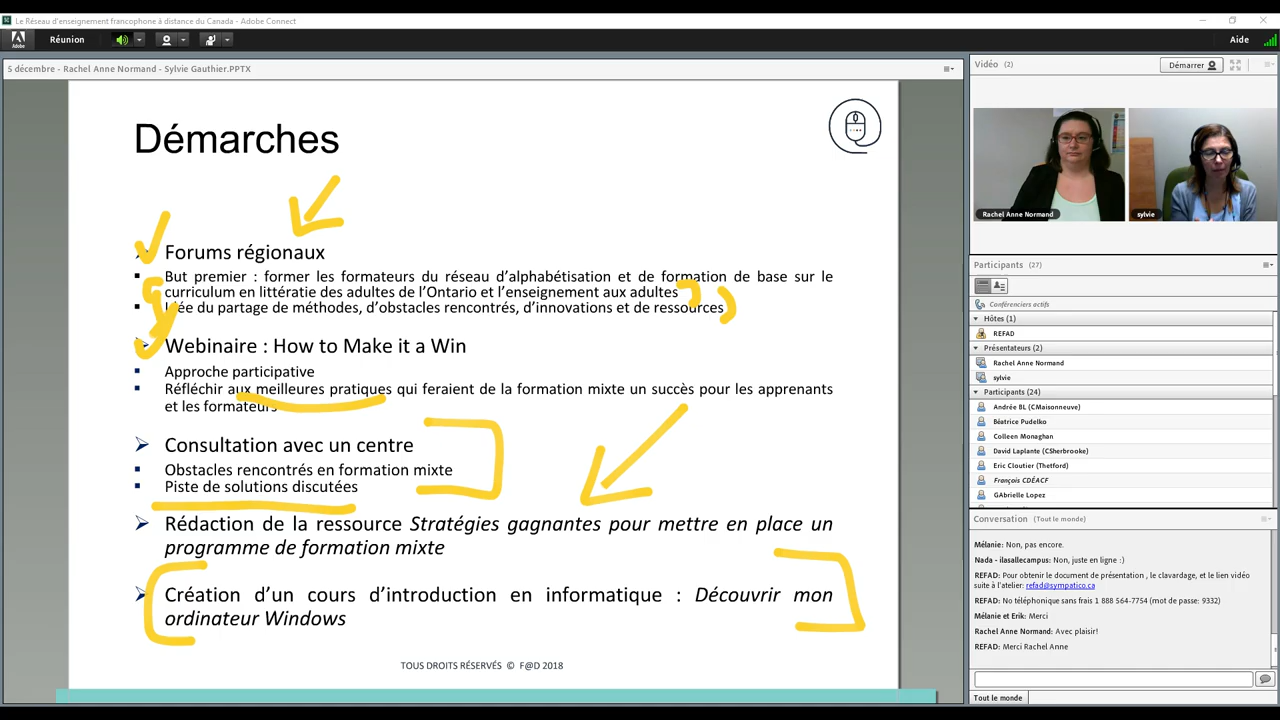 Le Réseau d'enseignement francophone à distance du Canada - Adobe Connect
Adobe
Réunion
Aide
5 décembre - Rachel Anne Normand - Sylvie Gauthier.PPTX
Démarches
Forums régionaux
But premier : former les formateurs du réseau d'alphabétisation et de formation de base sur le
curriculum en littératie des adultes de l'Ontario et l'enseignement aux adultes
Idée du partage de méthodes, d'obstacles rencontrés, d'innovations et de ressources
Webinaire : How to Make it a Win
Approche participative
Réfléchir aux meilleures pratiques qui feraient de la formation mixte un succès pour les apprenants
et les formateurs
Consultation avec un centre
Obstacles rencontrés en formation mixte
Piste de solutions discutées
Rédaction de la ressource Stratégies gagnantes pour mettre en place un
programme de formation mixte
Création d'un cours d'introduction en informatique : Découvrir mon
ordinateur Windows
TOUS DROITS RÉSERVÉS © F@D 2018
Vidéo (2)
Démarrer
Rachel Anne Normand
sylvie
Participants (27)
Conférenciers actifs
Hôtes (1)
REFAD
Présentateurs (2)
Rachel Anne Normand
sylvie
Participants (24)
Andrée BL (CMaisonneuve)
Béatrice Pudelko
Colleen Monaghan
David Laplante (CSherbrooke)
Eric Cloutier (Thetford)
François CDÉACF
GAbrielle Lopez
Conversation (Tout le monde)
Mélanie: Non, pas encore.
Nada - ilasallecampus: Non, juste en ligne :)
REFAD: Pour obtenir le document de présentation , le clavardage, et le lien vidéo
suite à l'atelier: refad@sympatico.ca
REFAD: No téléphonique sans frais 1 888 564-7754 (mot de passe: 9332)
Mélanie et Erik: Merci
Rachel Anne Normand: Avec plaisir!
REFAD: Merci Rachel Anne
Tout le monde